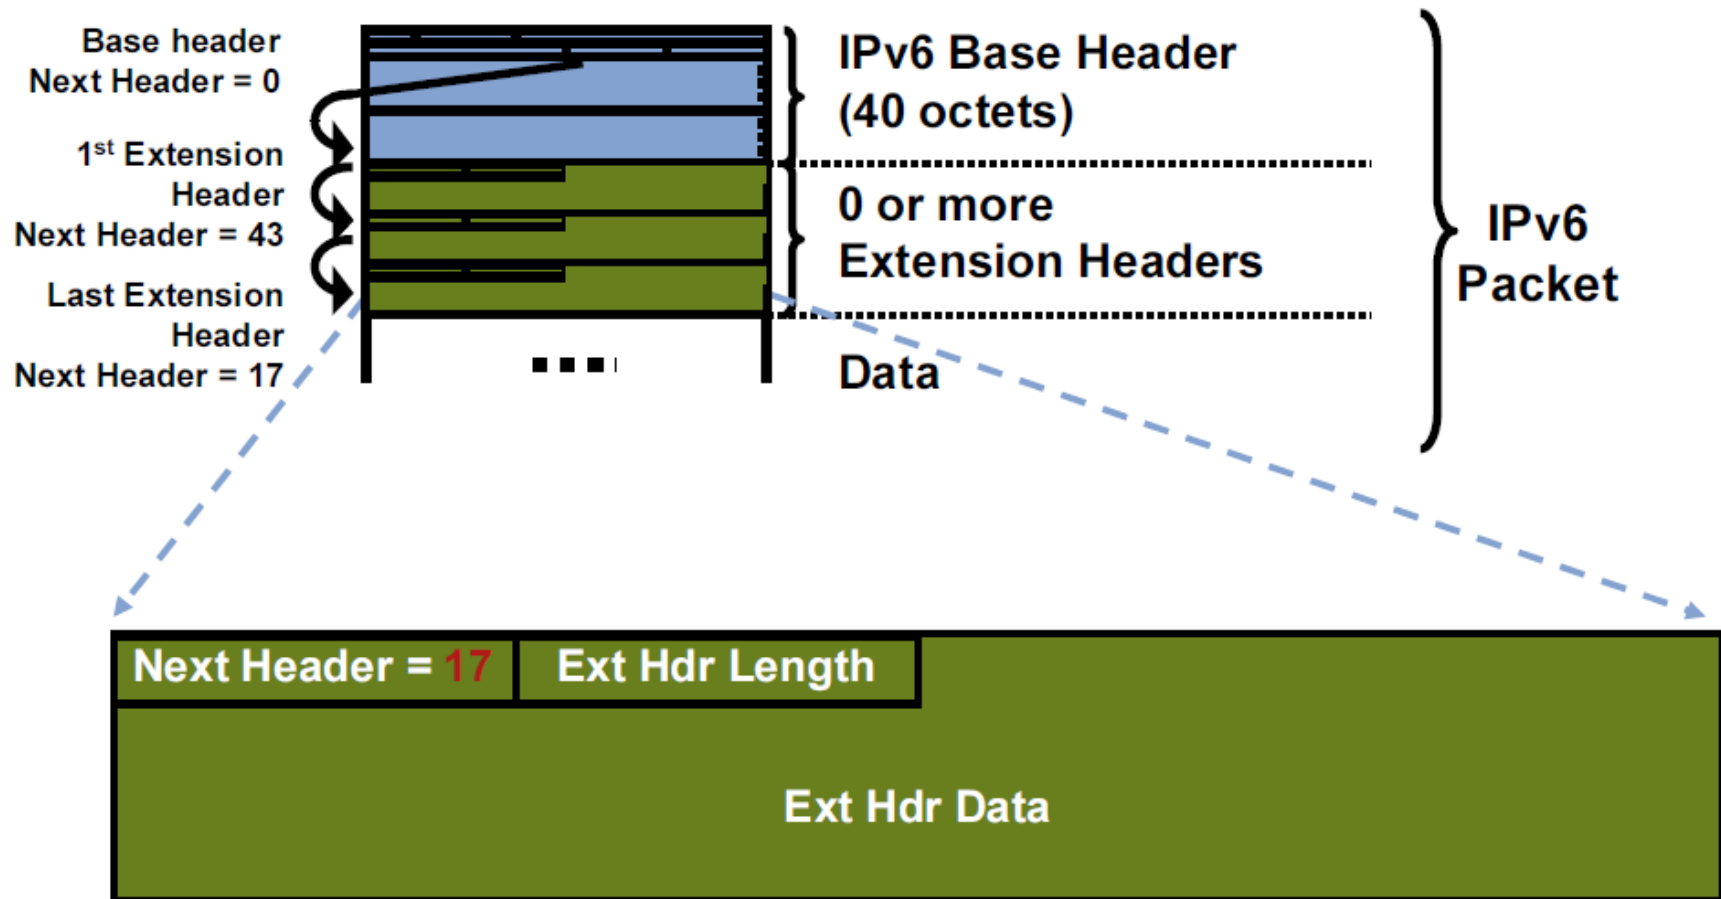 Base header
Next Header = 0
1st Extension
Header
Next Header = 43
Last Extension
Header
Next Header = 17
IPv6 Base Header
(40 octets)
0 or more
Extension Headers
Data
IPv6
Packet
Next Header = 17
Ext Hdr Length
Ext Hdr Data